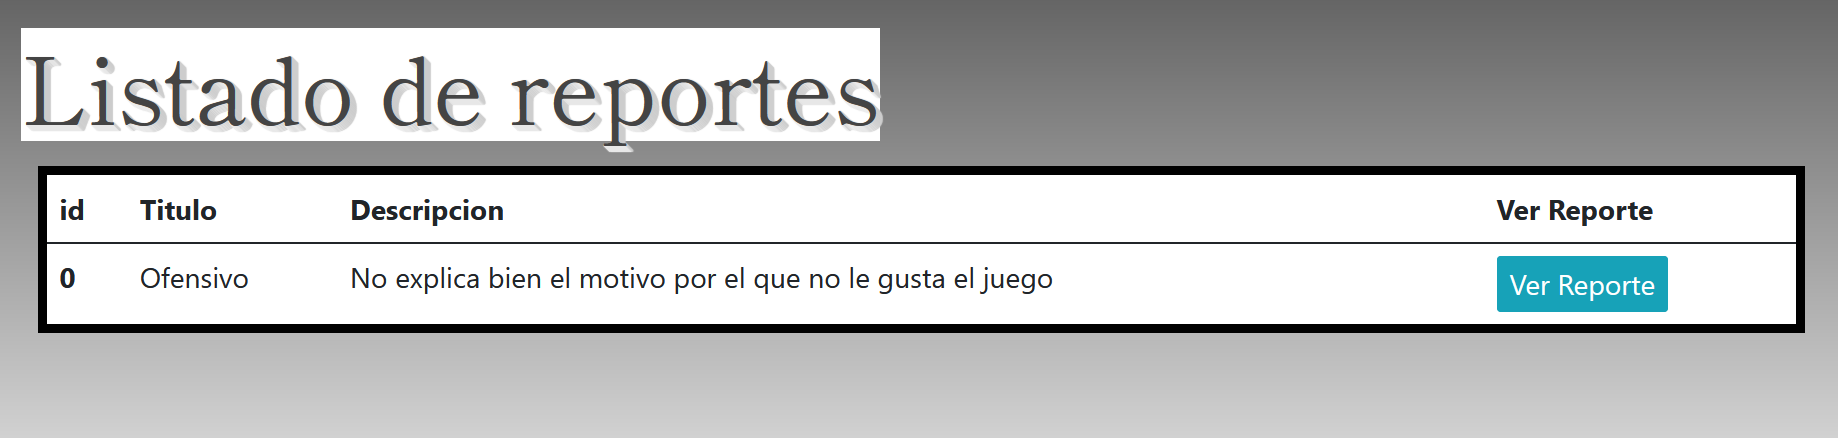 Listado de reportes
id Titulo Descripcion Ver Reporte
0 Ofensivo No explica bien el motivo por el que no le gusta el juego Ver Reporte